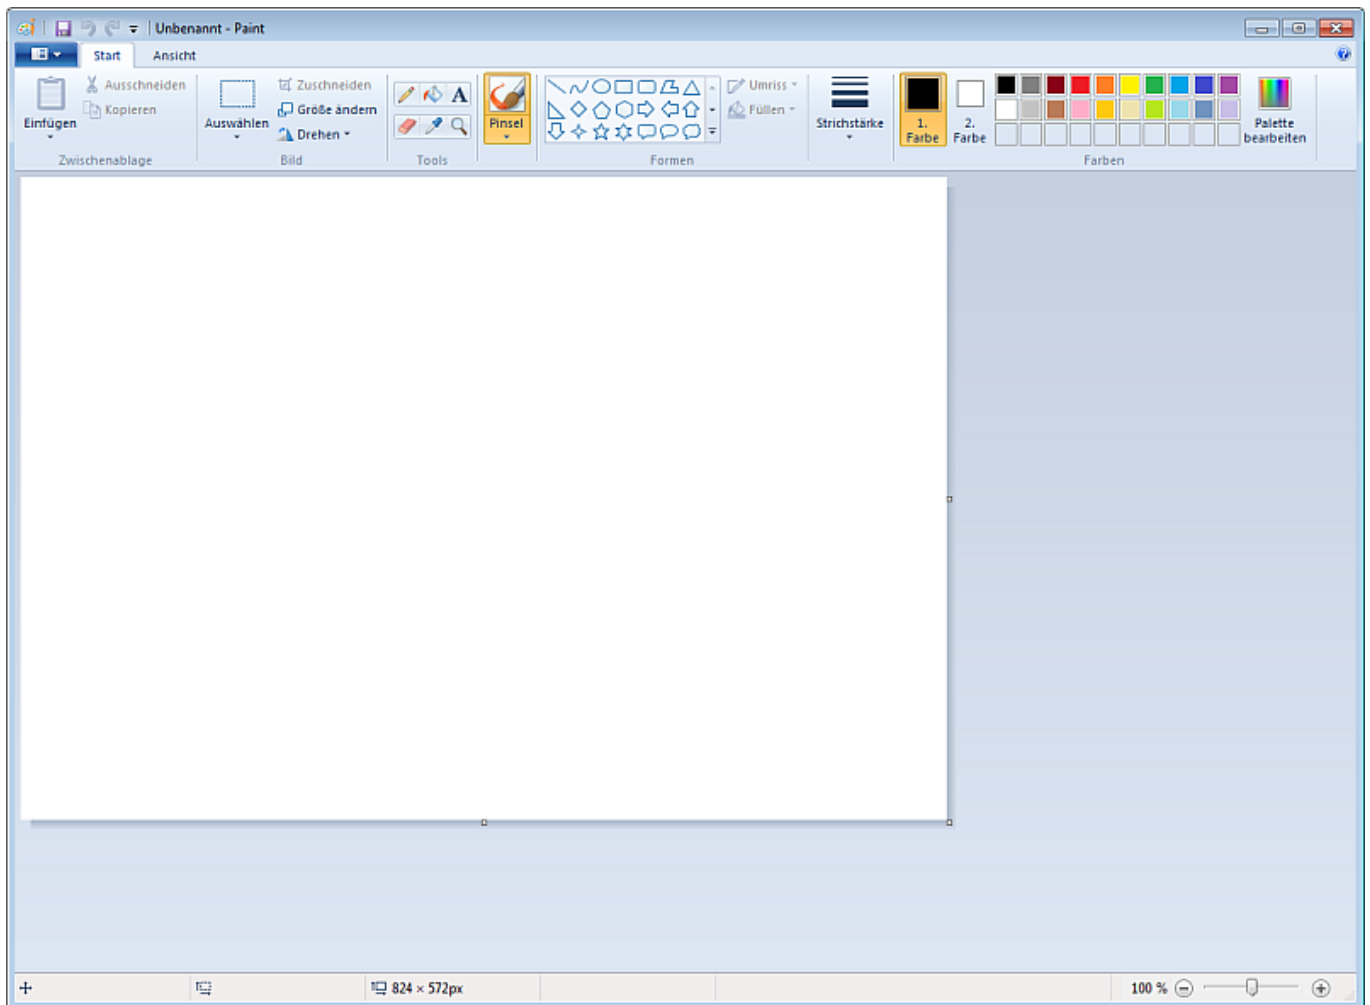 Unbenannt - Paint
Start Ansicht
Einfügen
Ausschneiden
Kopieren
Zwischenablage
Auswählen
Zuschneiden
Größe ändern
Drehen
Bild
A
Tools
Pinsel
Formen
Umriss
Füllen
Strichstärke
1.
Farbe
2.
Farbe
Palette
bearbeiten
Farben
824 × 572px
100 %